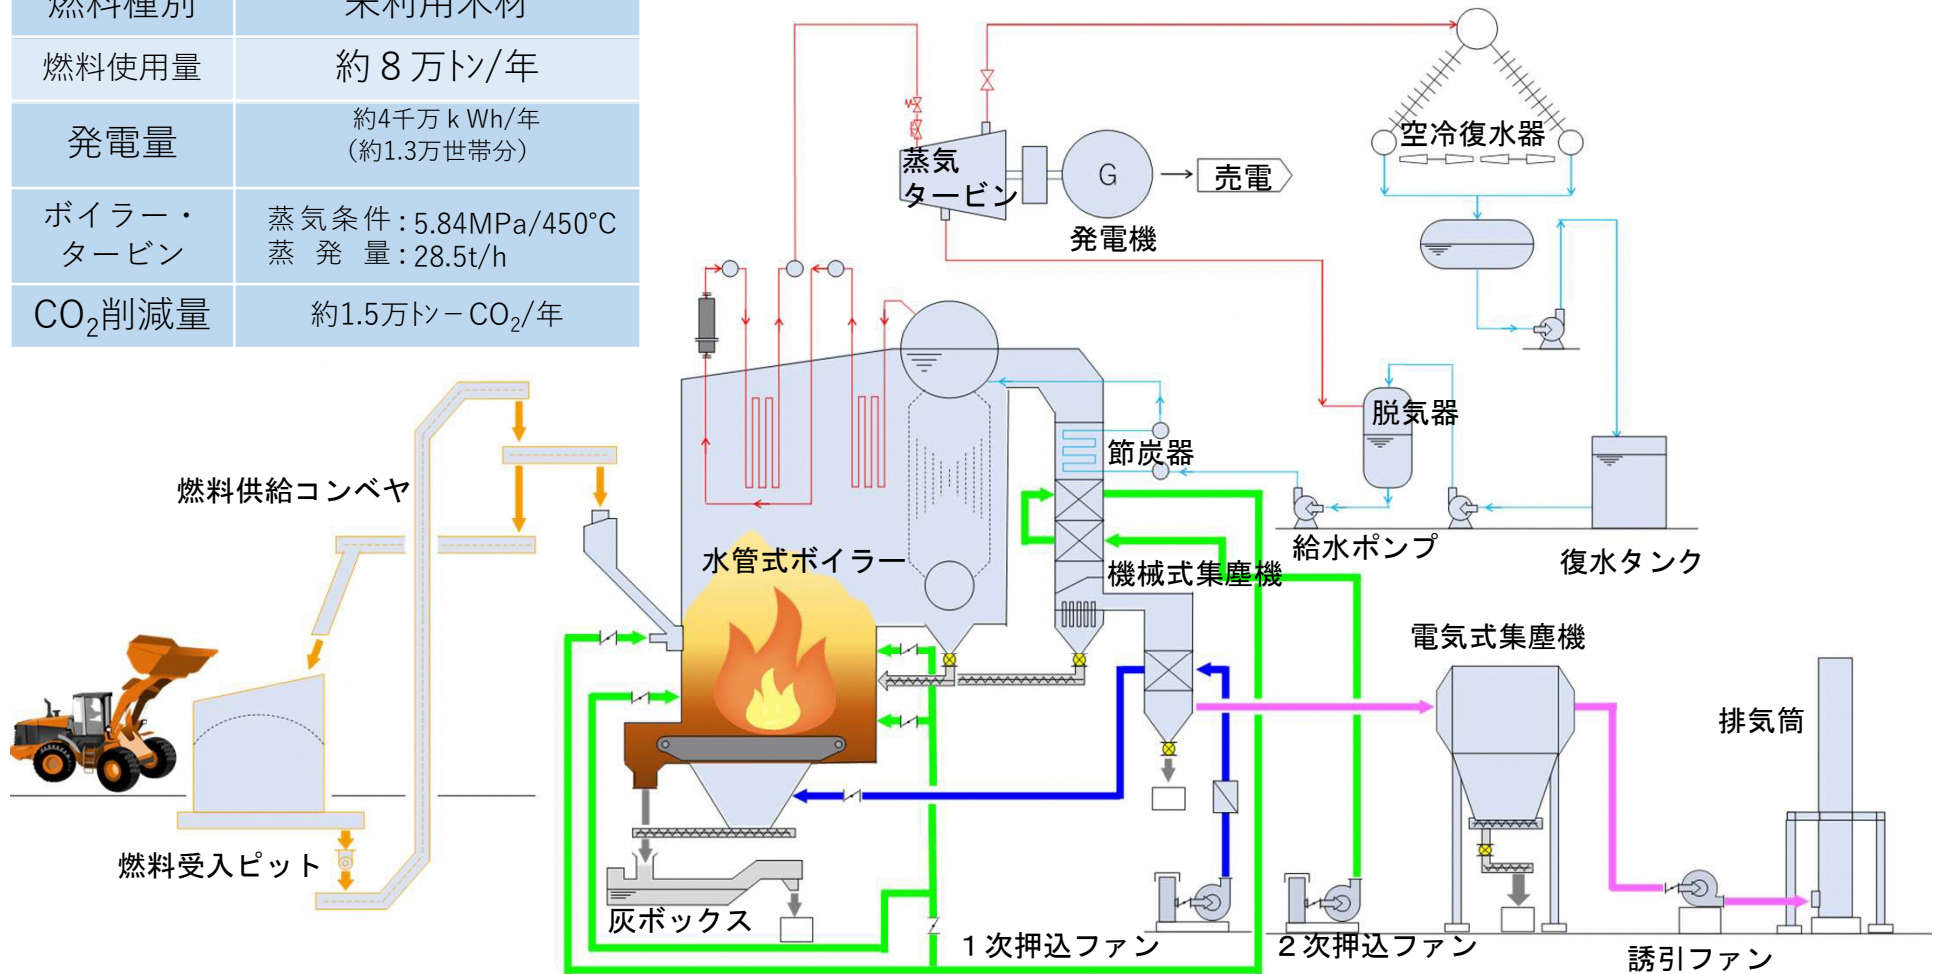 燃料種別 未利用木材
燃料使用量 約８万トン/年
発電量 約4千万ｋWh/年
（約1.3万世帯分）
ボイラー・
タービン
蒸気条件：5.84MPa/450℃
蒸発量：28.5t/h
CO₂削減量 約1.5万トン－CO₂/年
蒸気
タービン
G
発電機
売電
空冷復水器
脱気器
節炭器
燃料供給コンベヤ
給水ポンプ
復水タンク
水管式ボイラー
機械式集塵機
電気式集塵機
排気筒
燃料受入ピット
灰ボックス
１次押込ファン
２次押込ファン
誘引ファン